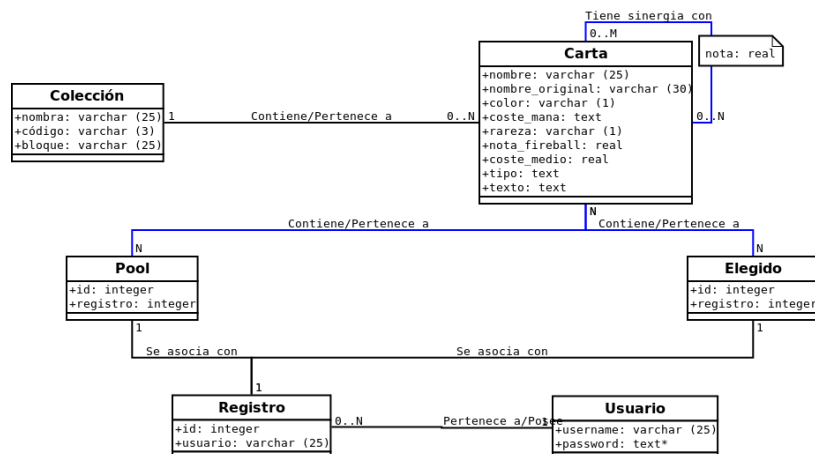 Tiene sinergia con
0..M
Carta
nota: real
+nombre: varchar (25)
+nombre_original: varchar (30)
+color: varchar (1)
+coste_mana: text
+rareza: varchar (1)
+nota_fireball: real
+coste_medio: real
+tipo: text
+texto: text
0..N
Colección
+nombra: varchar (25)
+código: varchar (3)
+bloque: varchar (25)
1
Contiene/Pertenece a
0..N
N
Contiene/Pertenece a
Contiene/Pertenece a
N
N
Pool
+id: integer
+registro: integer
Elegido
+id: integer
+registro: integer
1
1
Se asocia con
Se asocia con
1
Registro
+id: integer
+usuario: varchar (25)
0..N
Pertenece a/Posee
1
Usuario
+username: varchar (25)
+password: text*